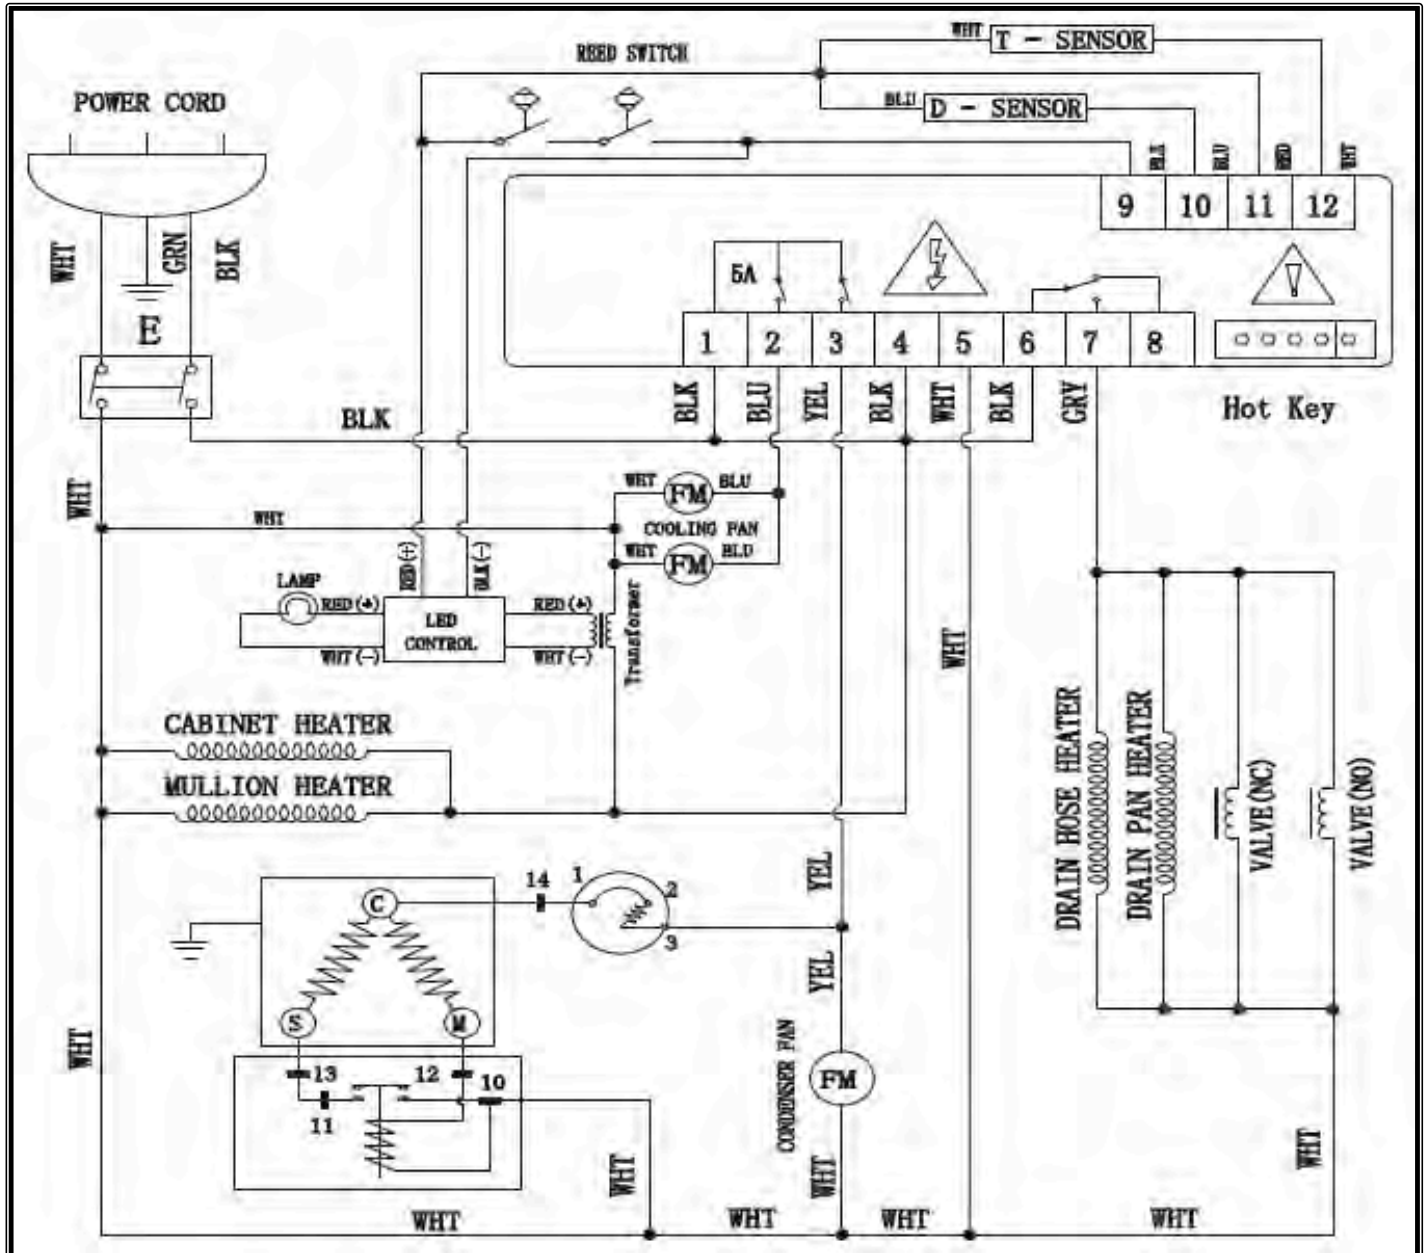 REED SWITCH
WHT
T - SENSOR
POWER CORD
BLU
D - SENSOR
BLK
BLU
RED
WHT
9 10 11 12
WHT
GRN
BLK
5A
E
1 2 3 4 5 6 7 8
BLK
BLU
YEL
BLK
WHT
BLK
GRY
Hot Key
BLK
WHT
WHT
FM
BLU
WHT
COOLING FAN
WHT
FM
BLU
RED(+)
BLK(-)
LAMP
RED(+)
LED
CONTROL
RED(+)
WHT(-)
WHT(-)
Transformer
WHT
CABINET HEATER
MULLION HEATER
DRAIN HOSE HEATER
DRAIN PAN HEATER
VALVE(NC)
VALVE(NO)
14
1
2
3
C
YEL
YEL
S
M
WHT
CONDENSER FAN
FM
13
12
10
11
WHT
WHT
WHT
WHT
WHT
WHT
WHT